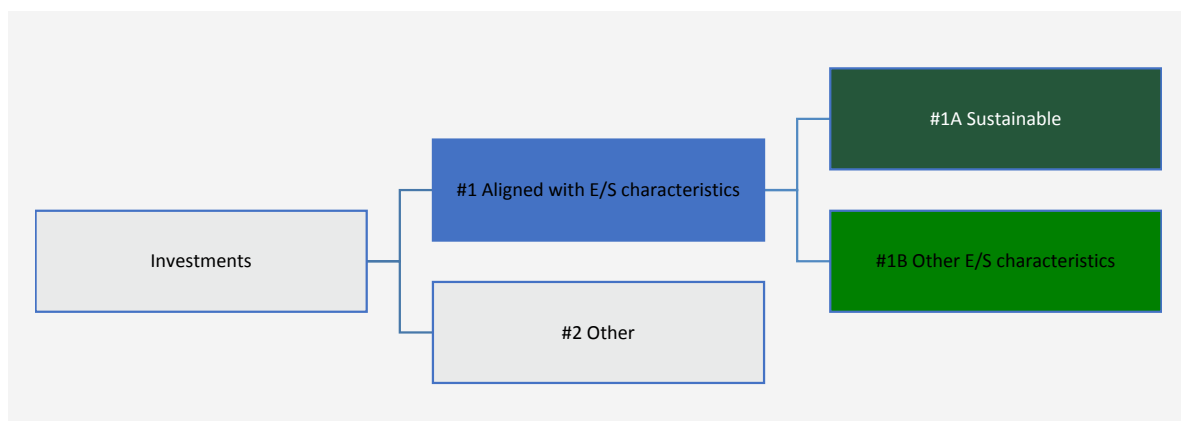 #1A Sustainable
#1 Aligned with E/S characteristics
Investments
#1B Other E/S characteristics
#2 Other